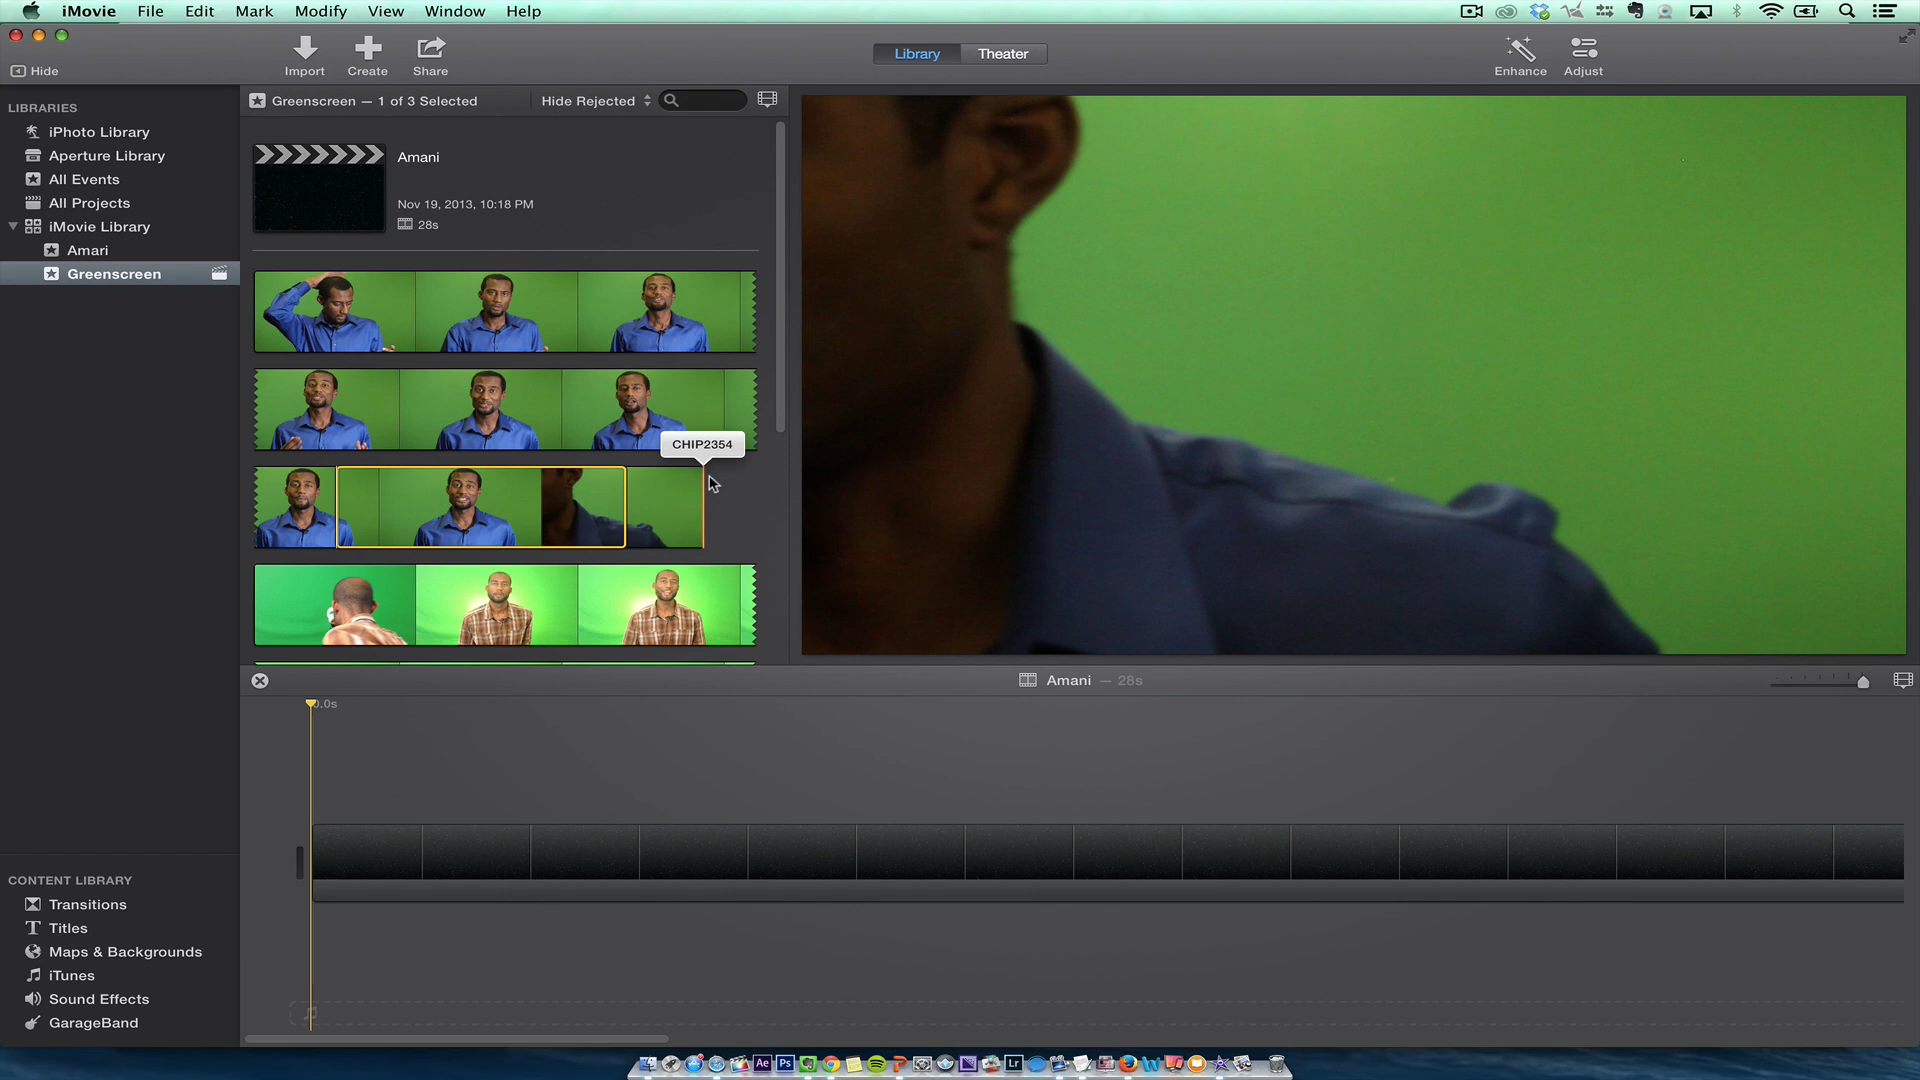 iMovie File Edit Mark Modify View Window Help
Hide
Import Create Share
Library Theater
Enhance Adjust
LIBRARIES
iPhoto Library
Aperture Library
All Events
All Projects
iMovie Library
Amari
Greenscreen
Greenscreen — 1 of 3 Selected
Hide Rejected
Amani
Nov 19, 2013, 10:18 PM
28s
CHIP2354
Amani — 28s
0.0s
CONTENT LIBRARY
Transitions
Titles
Maps & Backgrounds
iTunes
Sound Effects
GarageBand
Ae Ps Lr